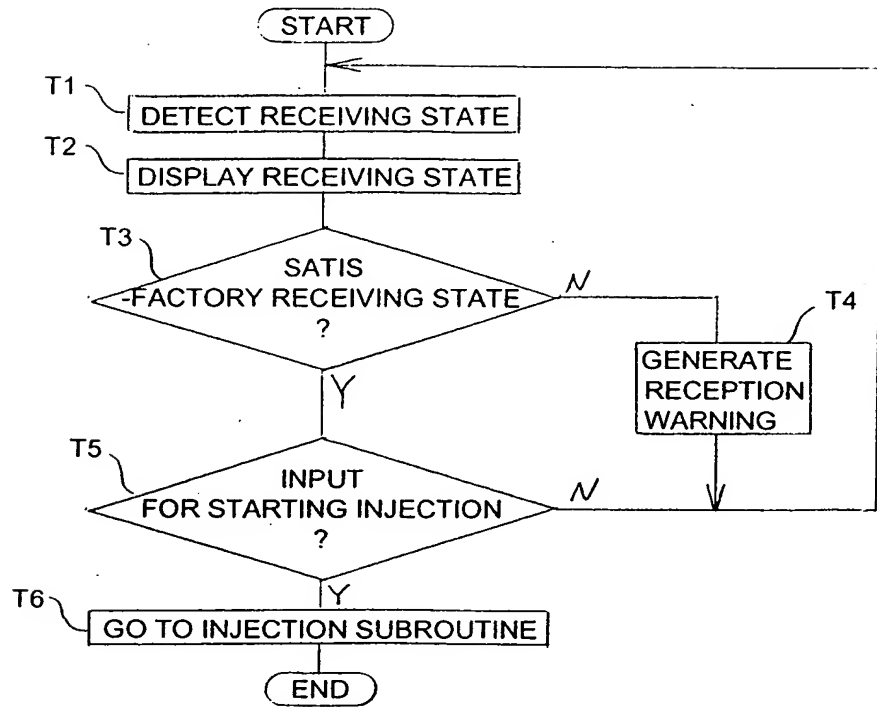 START
T1
DETECT RECEIVING STATE
T2
DISPLAY RECEIVING STATE
T3
SATIS
-FACTORY RECEIVING STATE
?
N
Y
T4
GENERATE
RECEPTION
WARNING
T5
INPUT
FOR STARTING INJECTION
?
N
Y
T6
GO TO INJECTION SUBROUTINE
END